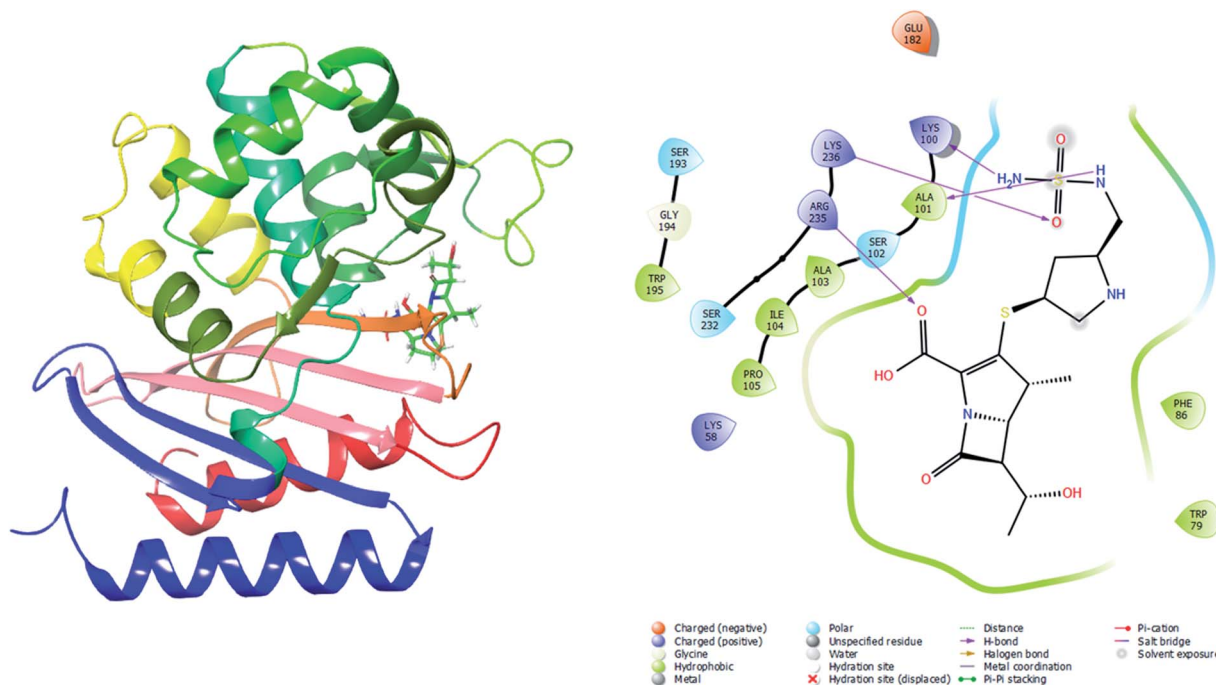 GLU
182
LYS
100
SER
193
LYS
236
O
H
H₂N
S
N
O
ALA
101
GLY
194
ARG
235
SER
102
TRP
195
ALA
103
NH
SER
232
ILE
104
O
S
PRO
105
HO
PHE
86
LYS
58
N
O
OH
TRP
79
Charged (negative)
Charged (positive)
Glycine
Hydrophobic
Metal
Polar
Unspecified residue
Water
Hydration site
Hydration site (displaced)
Distance
H-bond
Halogen bond
Metal coordination
Pi-Pi stacking
Pi-cation
Salt bridge
Solvent exposure